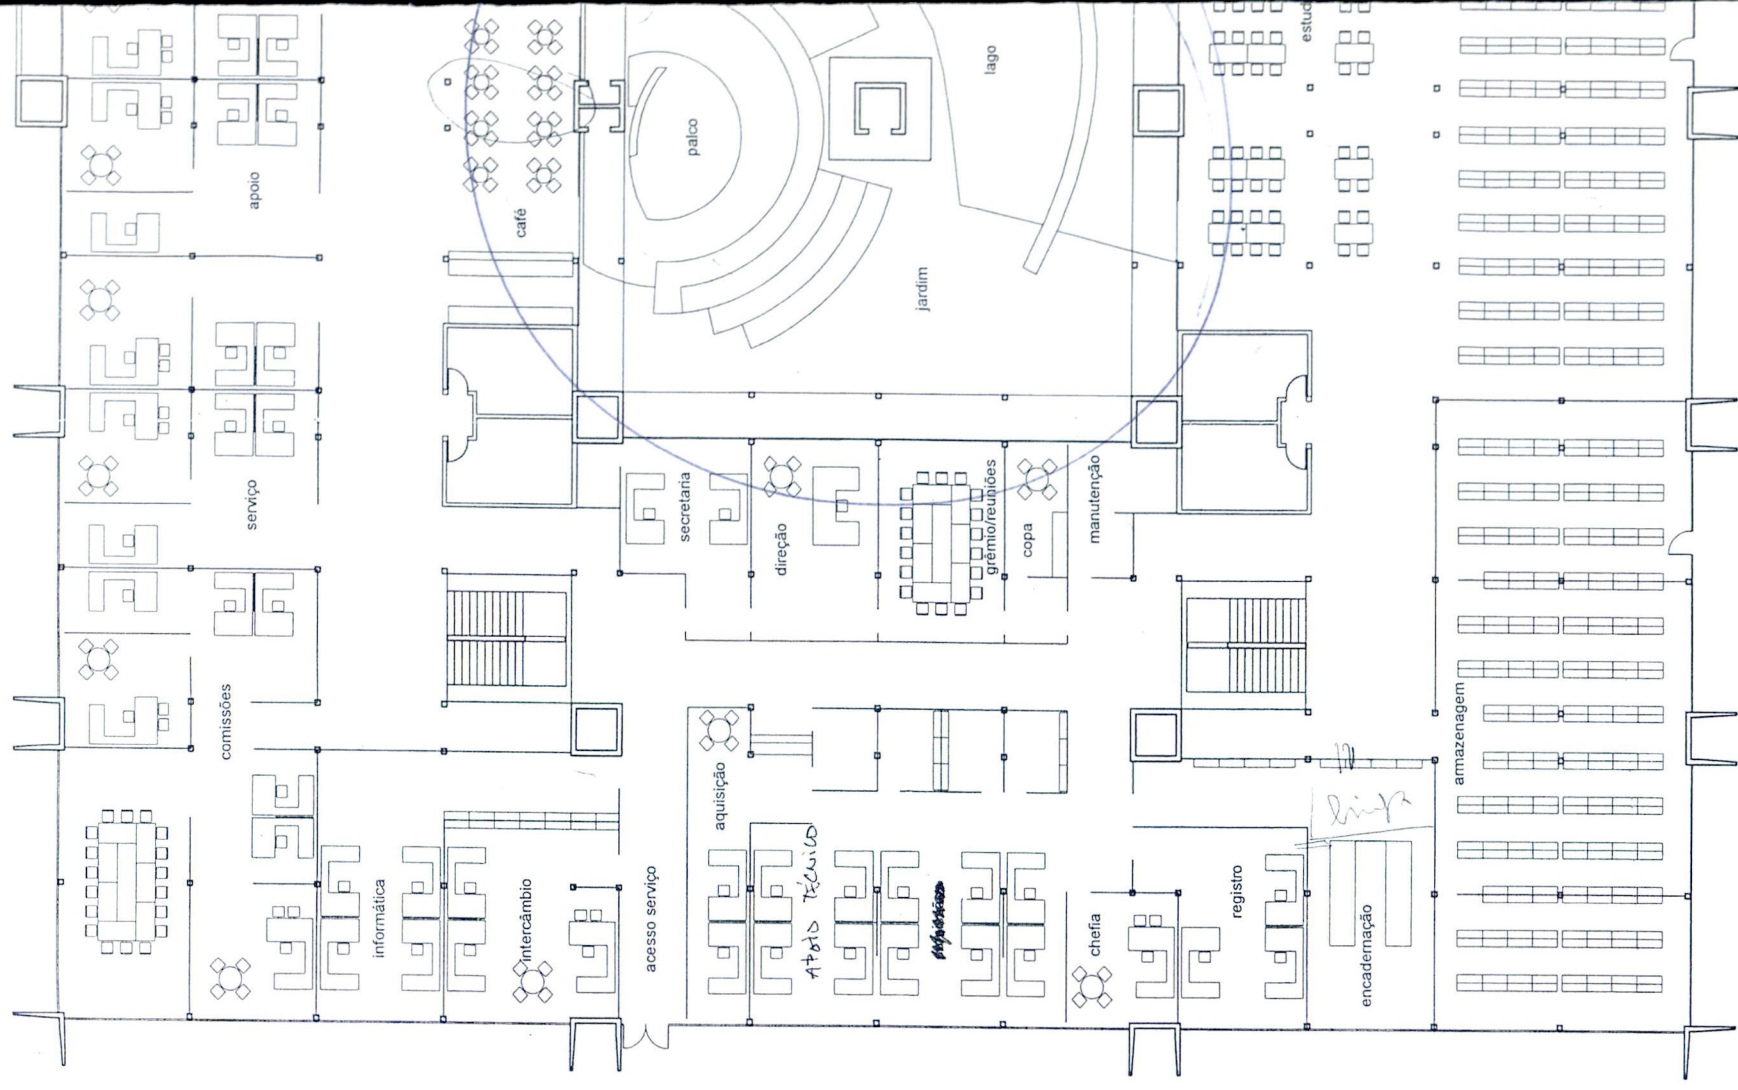 estud
lago
palco
apoio
café
jardim
serviço
secretaria
direção
grêmio/reuniões
copa
manutenção
comissões
aquisição
armazenagem
APOIO TÉCNICO
informática
intercâmbio
acesso serviço
chefia
registro
encadernação